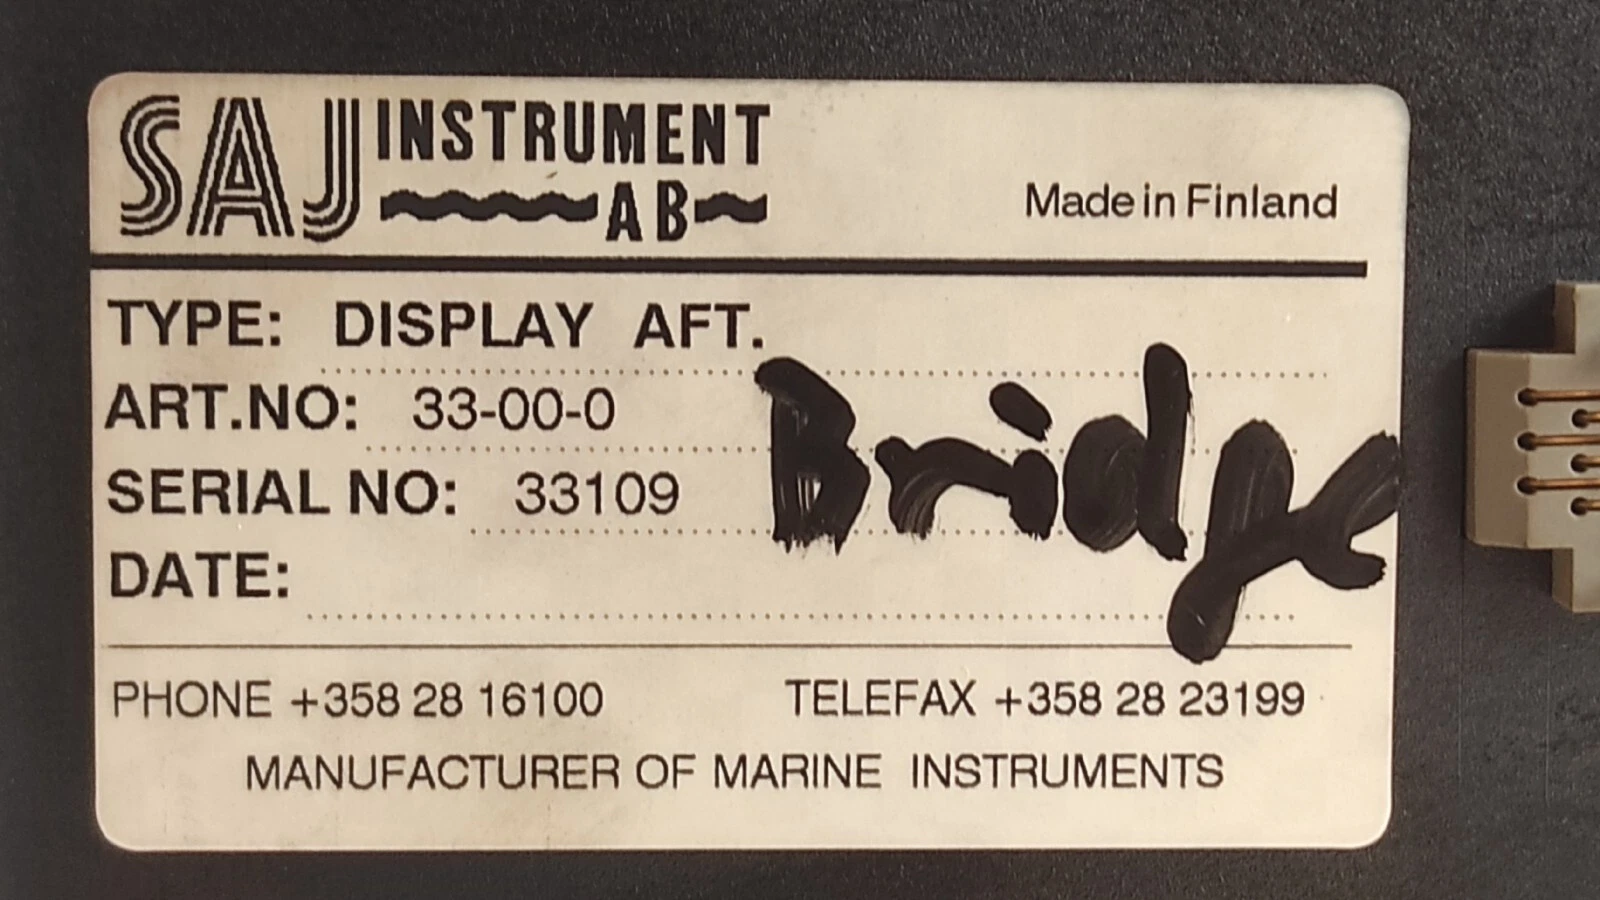 SAJ INSTRUMENT AB
Made in Finland
TYPE: DISPLAY AFT.
ART.NO: 33-00-0
SERIAL NO: 33109
Bridge
DATE:
PHONE +358 28 16100 TELEFAX +358 28 23199
MANUFACTURER OF MARINE INSTRUMENTS